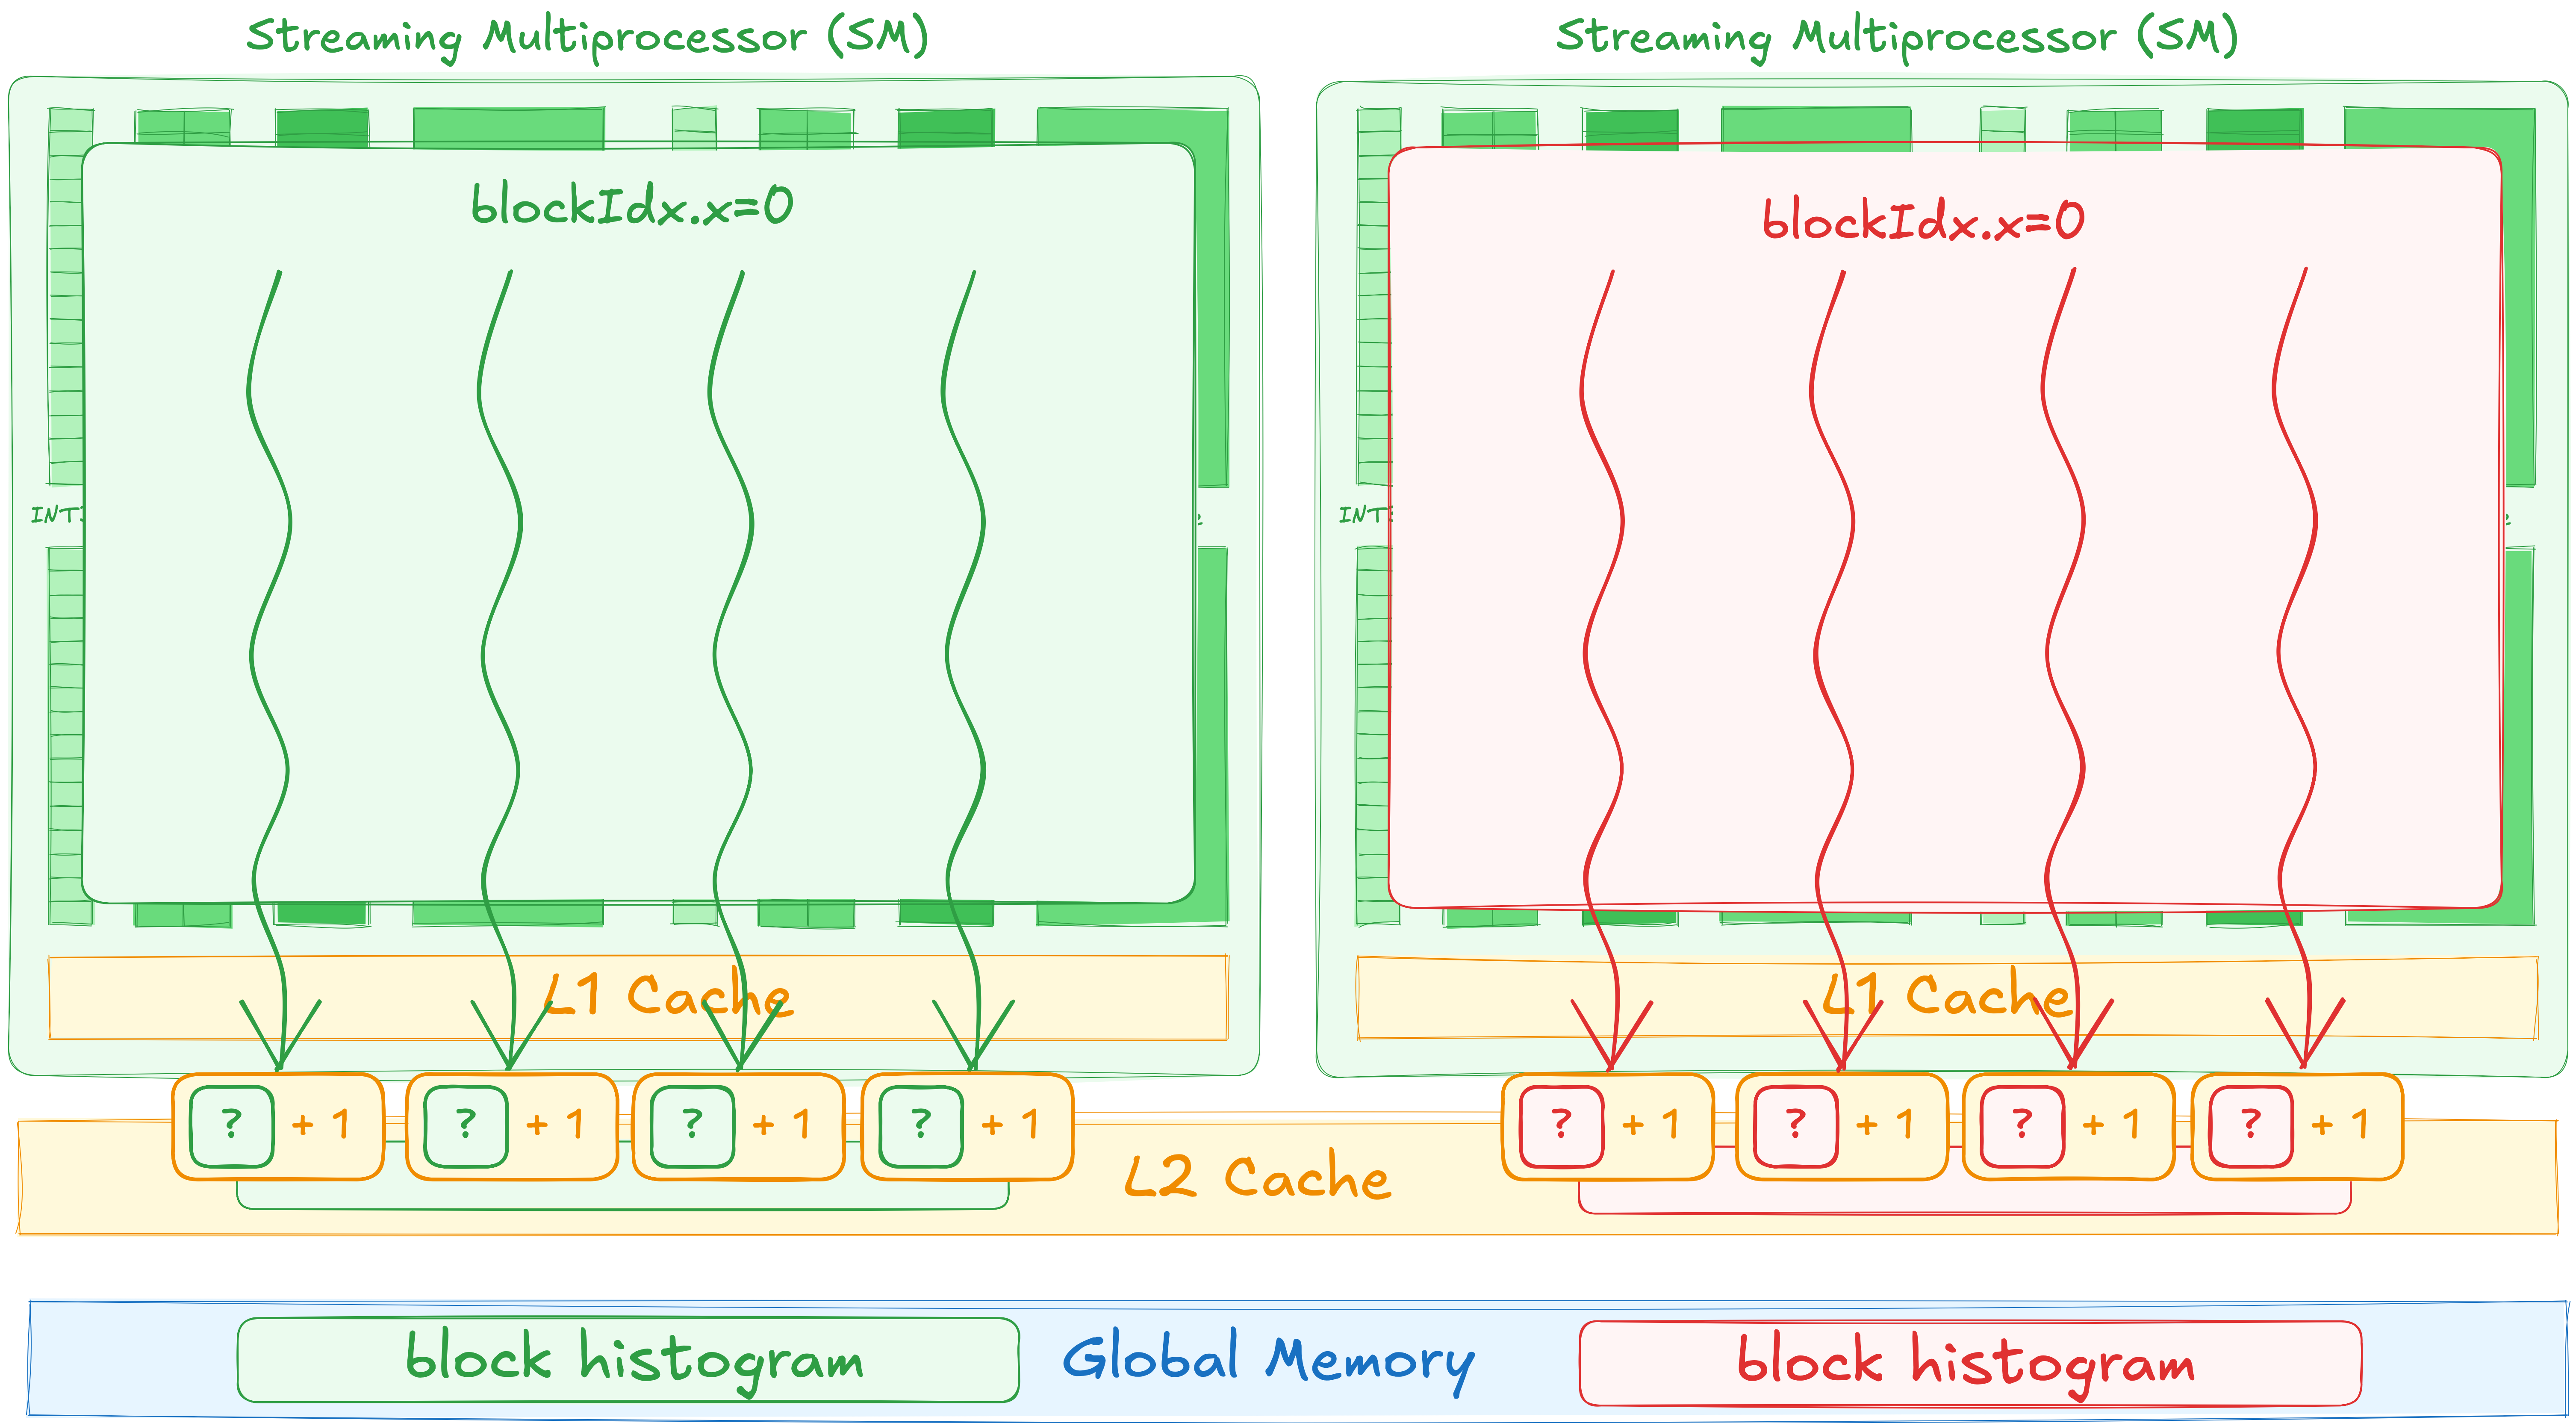 Streaming Multiprocessor (SM)
Streaming Multiprocessor (SM)
blockIdx.x=0
blockIdx.x=0
INT
INT
L1 Cache
L1 Cache
? + 1
? + 1
? + 1
? + 1
? + 1
? + 1
? + 1
? + 1
L2 Cache
block histogram
Global Memory
block histogram